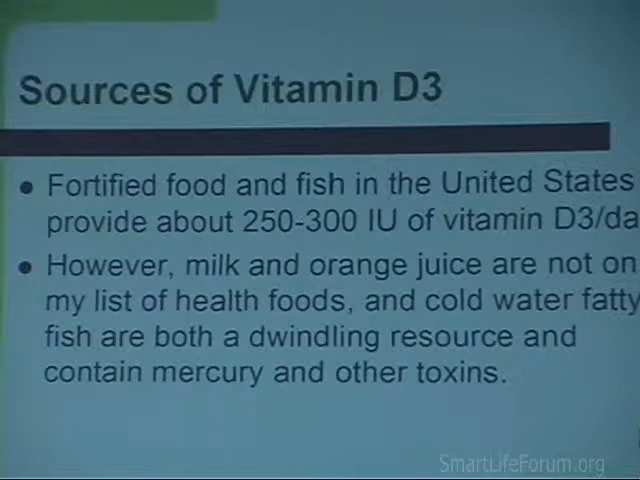 Sources of Vitamin D3
• Fortified food and fish in the United States
provide about 250-300 IU of vitamin D3/da
• However, milk and orange juice are not on
my list of health foods, and cold water fatty
fish are both a dwindling resource and
contain mercury and other toxins.
SmartLifeForum.org